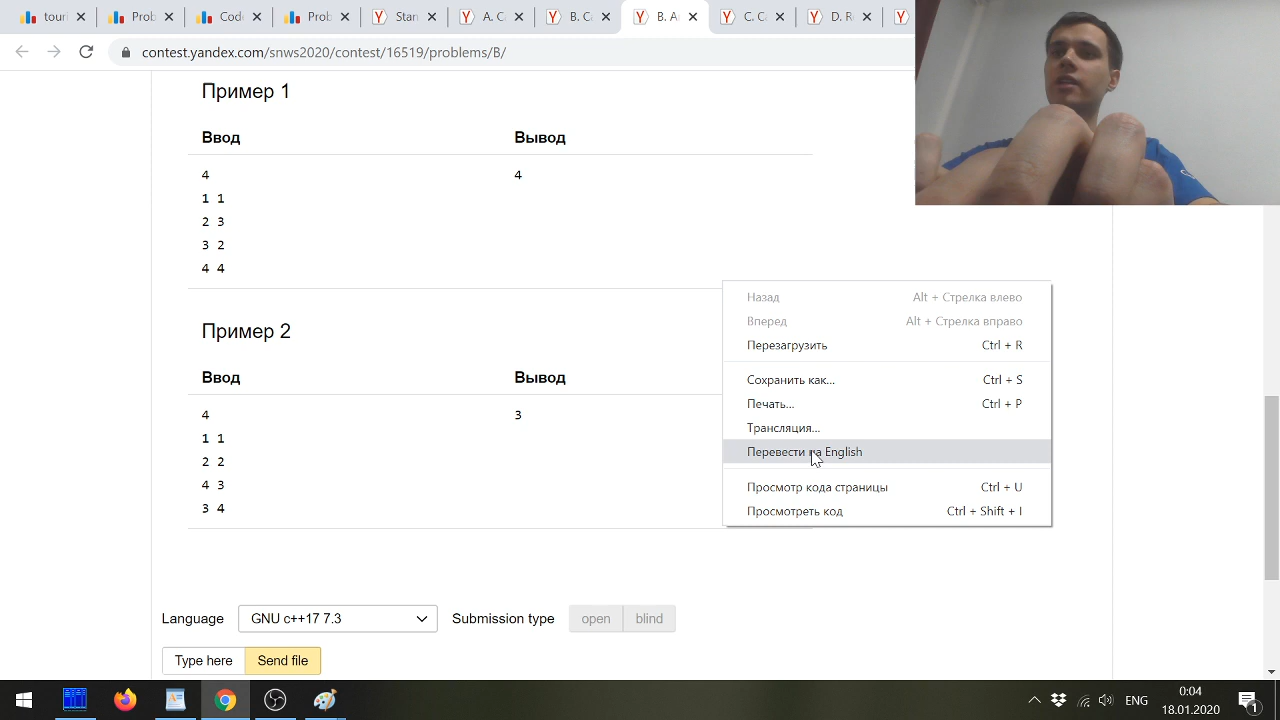 touri
Prob
Cod
Prob
Star
A. C
B. C
B. A
C. C
D. R
contest.yandex.com/snws2020/contest/16519/problems/B/
Пример 1
Ввод Вывод
4 4
1 1
2 3
3 2
4 4
Пример 2
Ввод Вывод
4 3
1 1
2 2
4 3
3 4
Назад Alt + Стрелка влево
Вперед Alt + Стрелка вправо
Перезагрузить Ctrl + R
Сохранить как... Ctrl + S
Печать... Ctrl + P
Трансляция...
Перевести на English
Просмотр кода страницы Ctrl + U
Просмотреть код Ctrl + Shift + I
Language GNU c++17 7.3 Submission type open blind
Type here Send file
ENG
0:04
18.01.2020
1